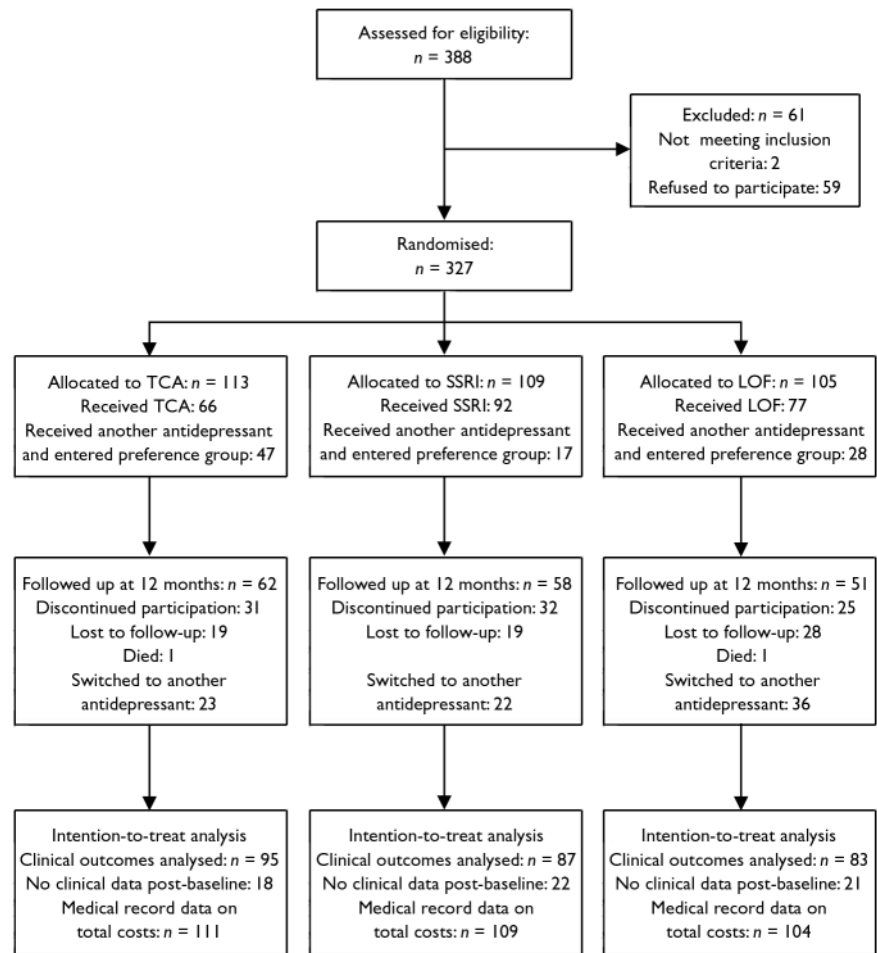 Assessed for eligibility:
n = 388
Excluded: n = 61
Not meeting inclusion
criteria: 2
Refused to participate: 59
Randomised:
n = 327
Allocated to TCA: n = 113
Received TCA: 66
Received another antidepressant
and entered preference group: 47
Allocated to SSRI: n = 109
Received SSRI: 92
Received another antidepressant
and entered preference group: 17
Allocated to LOF: n = 105
Received LOF: 77
Received another antidepressant
and entered preference group: 28
Followed up at 12 months: n = 62
Discontinued participation: 31
Lost to follow-up: 19
Died: 1
Switched to another
antidepressant: 23
Followed up at 12 months: n = 58
Discontinued participation: 32
Lost to follow-up: 19
Switched to another
antidepressant: 22
Followed up at 12 months: n = 51
Discontinued participation: 25
Lost to follow-up: 28
Died: 1
Switched to another
antidepressant: 36
Intention-to-treat analysis
Clinical outcomes analysed: n = 95
No clinical data post-baseline: 18
Medical record data on
total costs: n = 111
Intention-to-treat analysis
Clinical outcomes analysed: n = 87
No clinical data post-baseline: 22
Medical record data on
total costs: n = 109
Intention-to-treat analysis
Clinical outcomes analysed: n = 83
No clinical data post-baseline: 21
Medical record data on
total costs: n = 104